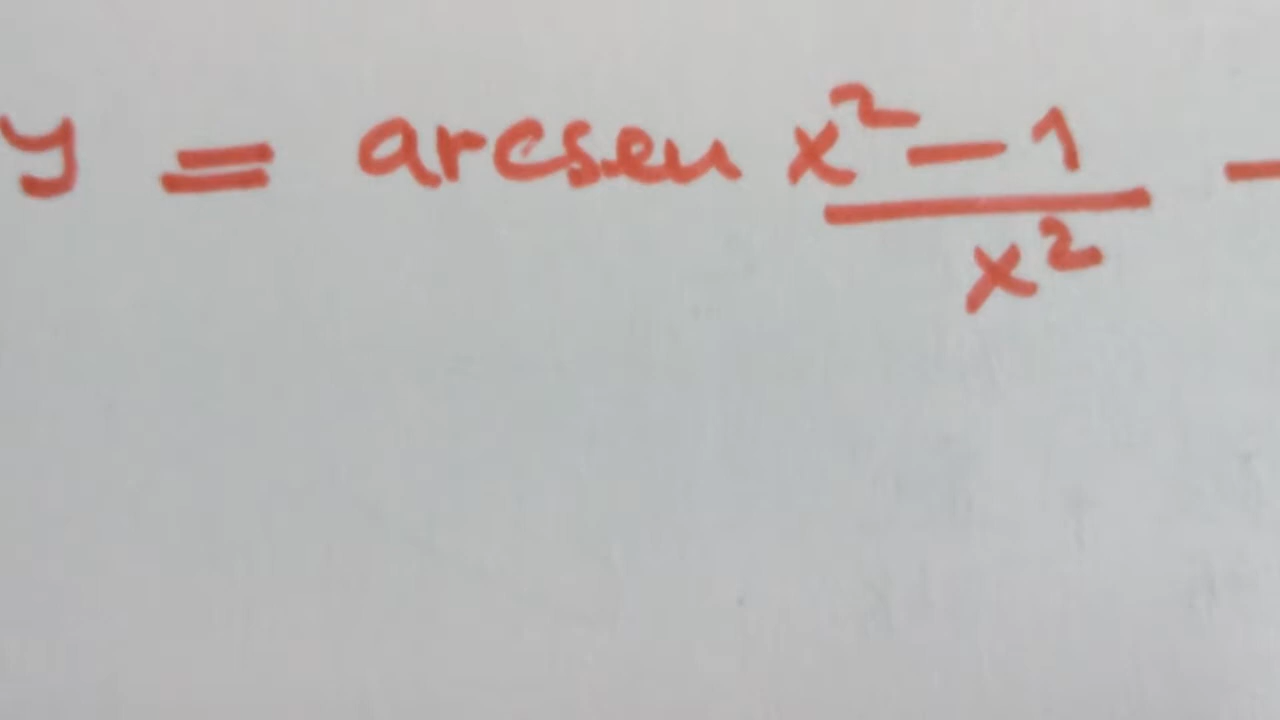 y = arcsen x² - 1 -
x²